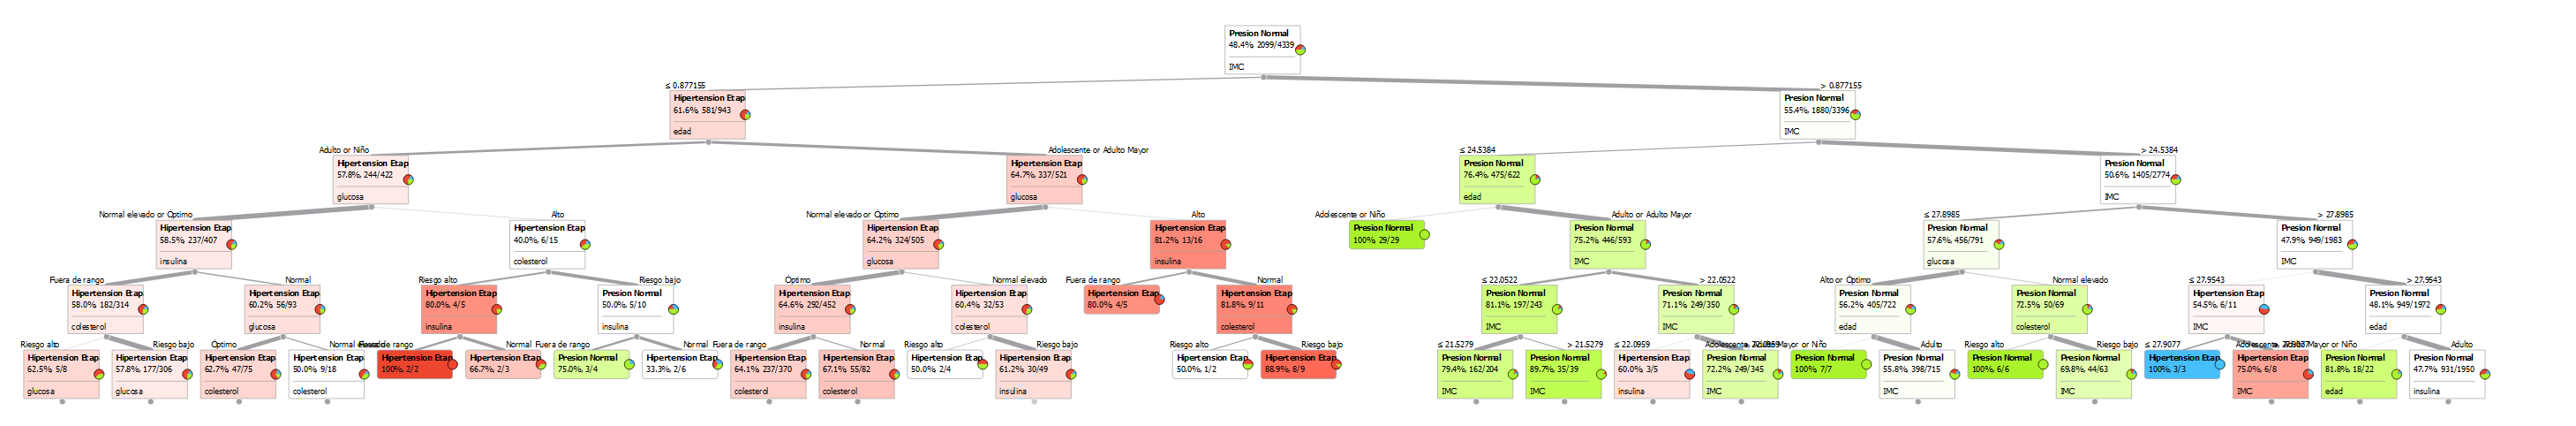 Presion Normal
48.4%, 2099/4339
IMC
≤ 0.877155
> 0.877155
Hipertension Etap
61.6%, 581/943
edad
Presion Normal
55.4%, 1880/3396
IMC
Adulto or Niño
Adolescente or Adulto Mayor
≤ 24.5384
> 24.5384
Hipertension Etap
57.8%, 244/422
glucosa
Hipertension Etap
64.7%, 337/521
glucosa
Presion Normal
76.4%, 475/622
edad
Presion Normal
50.6%, 1405/2774
IMC
Normal elevado or Óptimo
Alto
Normal elevado or Óptimo
Alto
Adolescente or Niño
Adulto or Adulto Mayor
≤ 27.8985
> 27.8985
Hipertension Etap
58.5%, 237/407
insulina
Hipertension Etap
40.0%, 6/15
colesterol
Hipertension Etap
64.2%, 324/505
glucosa
Hipertension Etap
81.2%, 13/16
insulina
Presion Normal
100%, 29/29
Presion Normal
75.2%, 446/593
IMC
Presion Normal
57.6%, 456/791
glucosa
Presion Normal
47.9%, 949/1983
IMC
Fuera de rango
Normal
Riesgo alto
Riesgo bajo
Óptimo
Normal elevado
Fuera de rango
Normal
≤ 22.0522
> 22.0522
Alto or Óptimo
Normal elevado
≤ 27.9543
> 27.9543
Hipertension Etap
58.0%, 182/314
colesterol
Hipertension Etap
60.2%, 56/93
glucosa
Hipertension Etap
80.0%, 4/5
insulina
Presion Normal
50.0%, 5/10
insulina
Hipertension Etap
64.6%, 292/452
insulina
Hipertension Etap
60.4%, 32/53
colesterol
Hipertension Etap
80.0%, 4/5
Hipertension Etap
81.8%, 9/11
colesterol
Presion Normal
81.1%, 197/243
IMC
Presion Normal
71.1%, 249/350
IMC
Presion Normal
56.2%, 405/722
edad
Presion Normal
72.5%, 50/69
colesterol
Hipertension Etap
54.5%, 6/11
IMC
Presion Normal
48.1%, 949/1972
edad
Riesgo alto
Riesgo bajo
Óptimo
Normal
Normal
Fuera de rango
Normal
Fuera de rango
Normal
Riesgo alto
Riesgo bajo
Riesgo alto
Riesgo bajo
≤ 21.5279
> 21.5279
≤ 22.0959
Mayor or Niño
Adulto
Riesgo alto
Riesgo bajo
≤ 27.9077
Mayor or Niño
Adulto
Hipertension Etap
62.5%, 5/8
glucosa
Hipertension Etap
57.8%, 177/306
glucosa
Hipertension Etap
62.7%, 47/75
colesterol
Hipertension Etap
50.0%, 9/18
colesterol
Hipertension Etap
100%, 2/2
Hipertension Etap
66.7%, 2/3
Presion Normal
75.0%, 3/4
Hipertension Etap
33.3%, 2/6
Hipertension Etap
64.1%, 237/370
colesterol
Hipertension Etap
67.1%, 55/82
colesterol
Hipertension Etap
50.0%, 2/4
Hipertension Etap
61.2%, 30/49
insulina
Hipertension Etap
50.0%, 1/2
Hipertension Etap
88.9%, 8/9
Presion Normal
79.4%, 162/204
IMC
Presion Normal
89.7%, 35/39
IMC
Hipertension Etap
60.0%, 3/5
insulina
Presion Normal
72.2%, 249/345
IMC
Presion Normal
100%, 7/7
Presion Normal
55.8%, 398/715
IMC
Presion Normal
100%, 6/6
Presion Normal
69.8%, 44/63
IMC
Hipertension Etap
100%, 3/3
Hipertension Etap
75.0%, 6/8
IMC
Presion Normal
81.8%, 18/22
edad
Presion Normal
47.7%, 931/1950
insulina